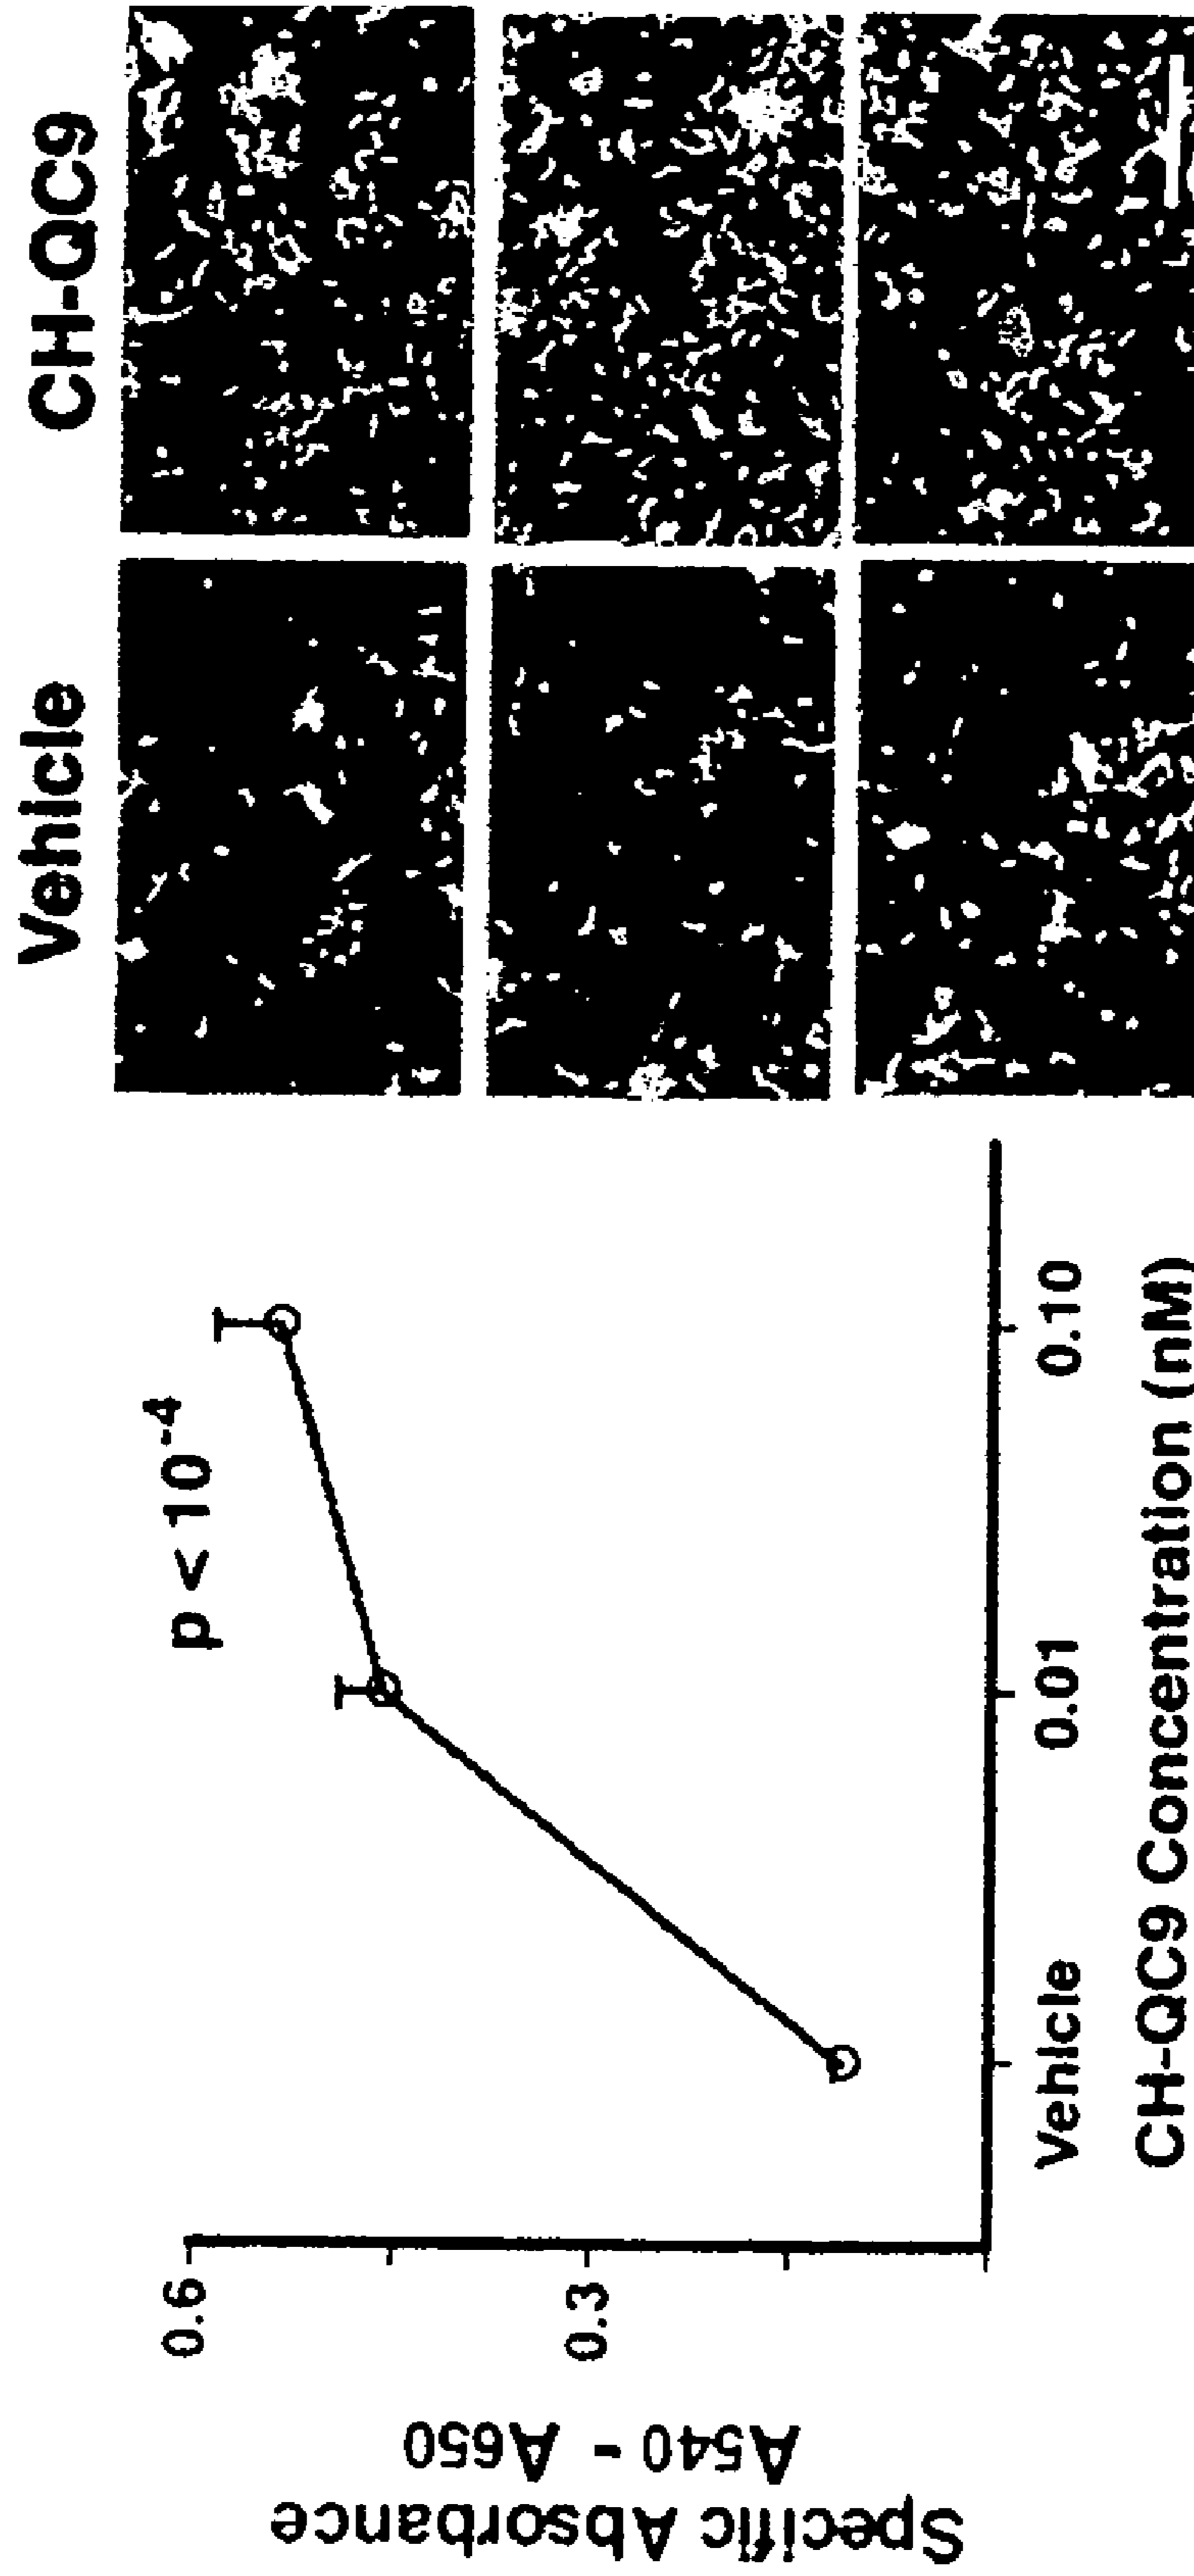 Specific Absorbance
A540 - A650
0.6
0.3
p < 10-4
Vehicle
0.01
0.10
CH-QC9 Concentration (nM)
Vehicle
CH-QC9